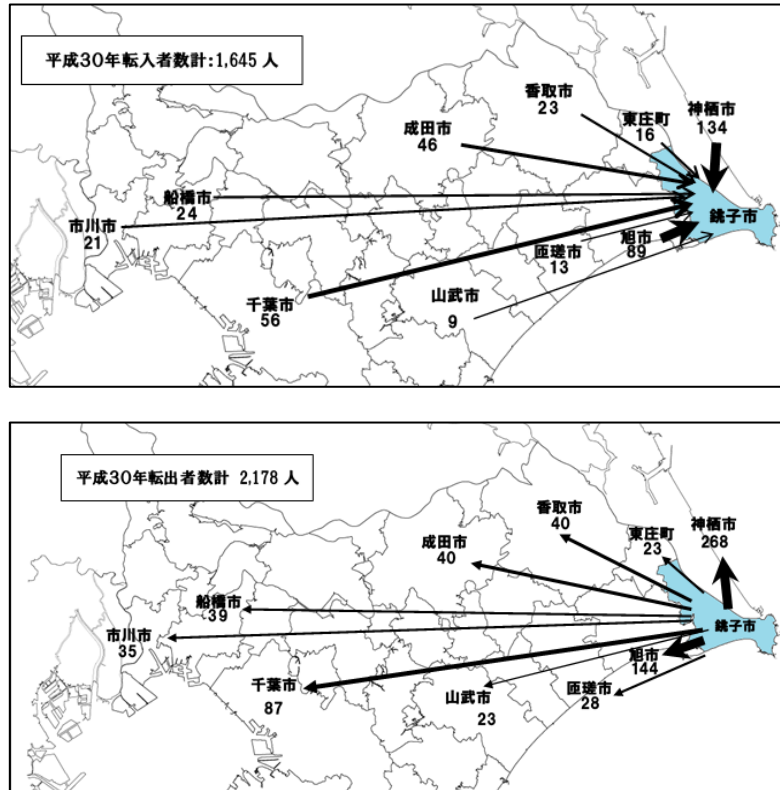 平成30年転入者数計:1,645 人
香取市
23
東庄町
16
神栖市
134
成田市
46
船橋市
24
市川市
21
銚子市
匝瑳市
13
旭市
89
千葉市
56
山武市
9
平成30年転出者数計 2,178 人
香取市
40
東庄町
23
神栖市
268
成田市
40
船橋市
39
市川市
35
銚子市
旭市
144
千葉市
87
山武市
23
匝瑳市
28